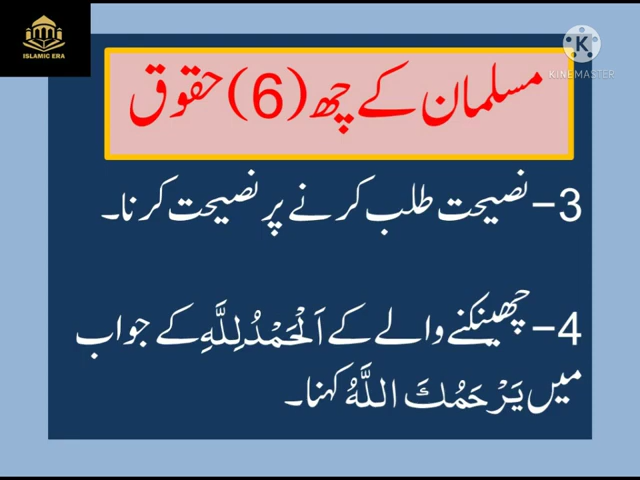 ISLAMIC ERA
KINEMASTER
مسلمان کے چھ (6) حقوق
3- نصیحت طلب کرنے پر نصیحت کرنا۔
4- چھینکنے والے کے اَلْحَمْدُلِلَّهِ کے جواب
میں یَرْحَمُكَ اللَّهُ کہنا۔